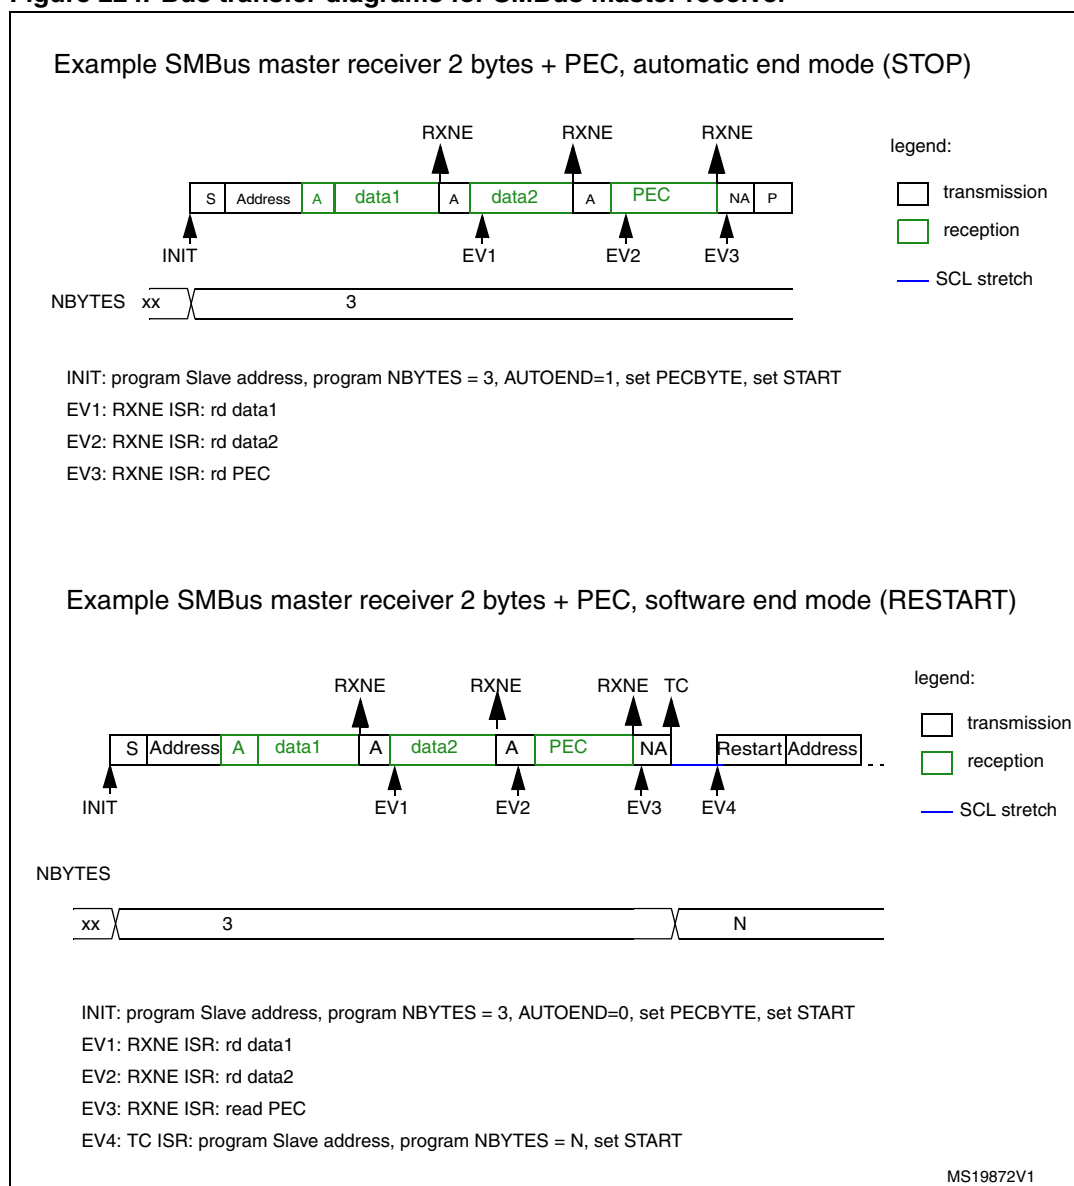 Example SMBus master receiver 2 bytes + PEC, automatic end mode (STOP)
RXNE RXNE RXNE
legend:
S Address A data1 A data2 A PEC NA P
transmission
reception
INIT EV1 EV2 EV3
SCL stretch
NBYTES xx 3
INIT: program Slave address, program NBYTES = 3, AUTOEND=1, set PECBYTE, set START
EV1: RXNE ISR: rd data1
EV2: RXNE ISR: rd data2
EV3: RXNE ISR: rd PEC
Example SMBus master receiver 2 bytes + PEC, software end mode (RESTART)
RXNE RXNE RXNE TC
legend:
S Address A data1 A data2 A PEC NA Restart Address
transmission
reception
INIT EV1 EV2 EV3 EV4
SCL stretch
NBYTES
xx 3 N
INIT: program Slave address, program NBYTES = 3, AUTOEND=0, set PECBYTE, set START
EV1: RXNE ISR: rd data1
EV2: RXNE ISR: rd data2
EV3: RXNE ISR: read PEC
EV4: TC ISR: program Slave address, program NBYTES = N, set START
MS19872V1